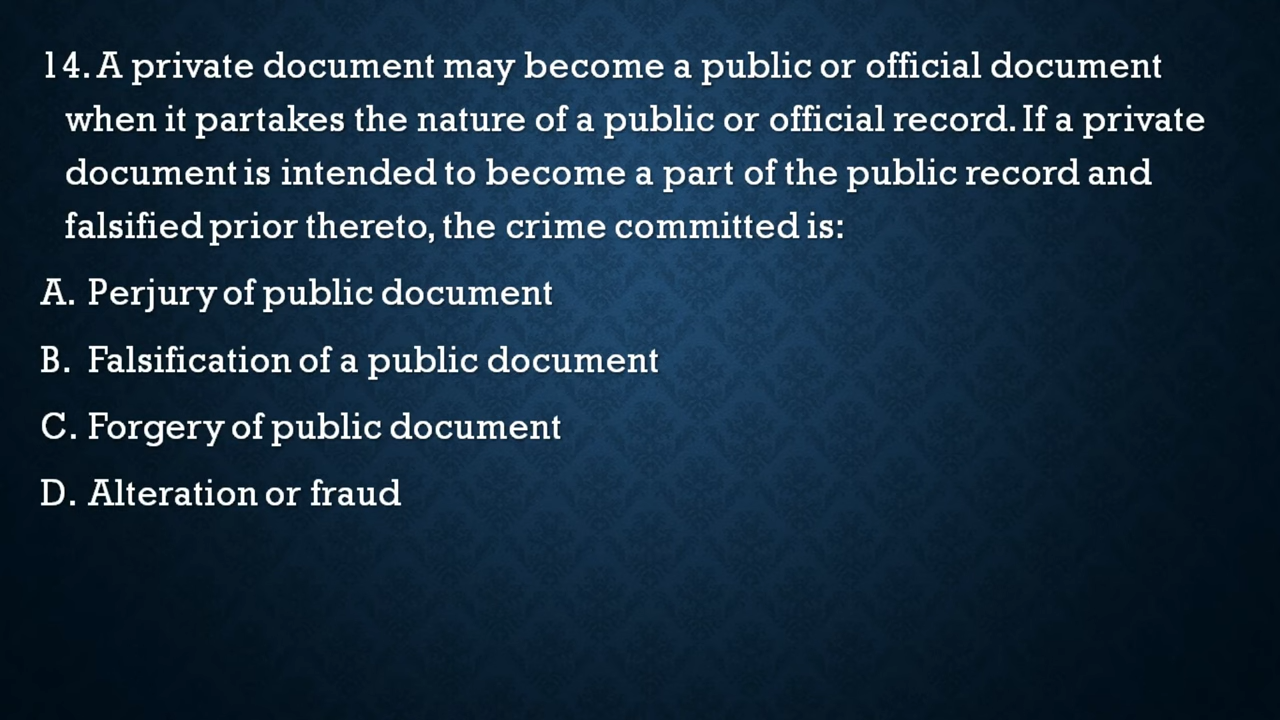 14. A private document may become a public or official document
when it partakes the nature of a public or official record. If a private
document is intended to become a part of the public record and
falsified prior thereto, the crime committed is:
A. Perjury of public document
B. Falsification of a public document
C. Forgery of public document
D. Alteration or fraud